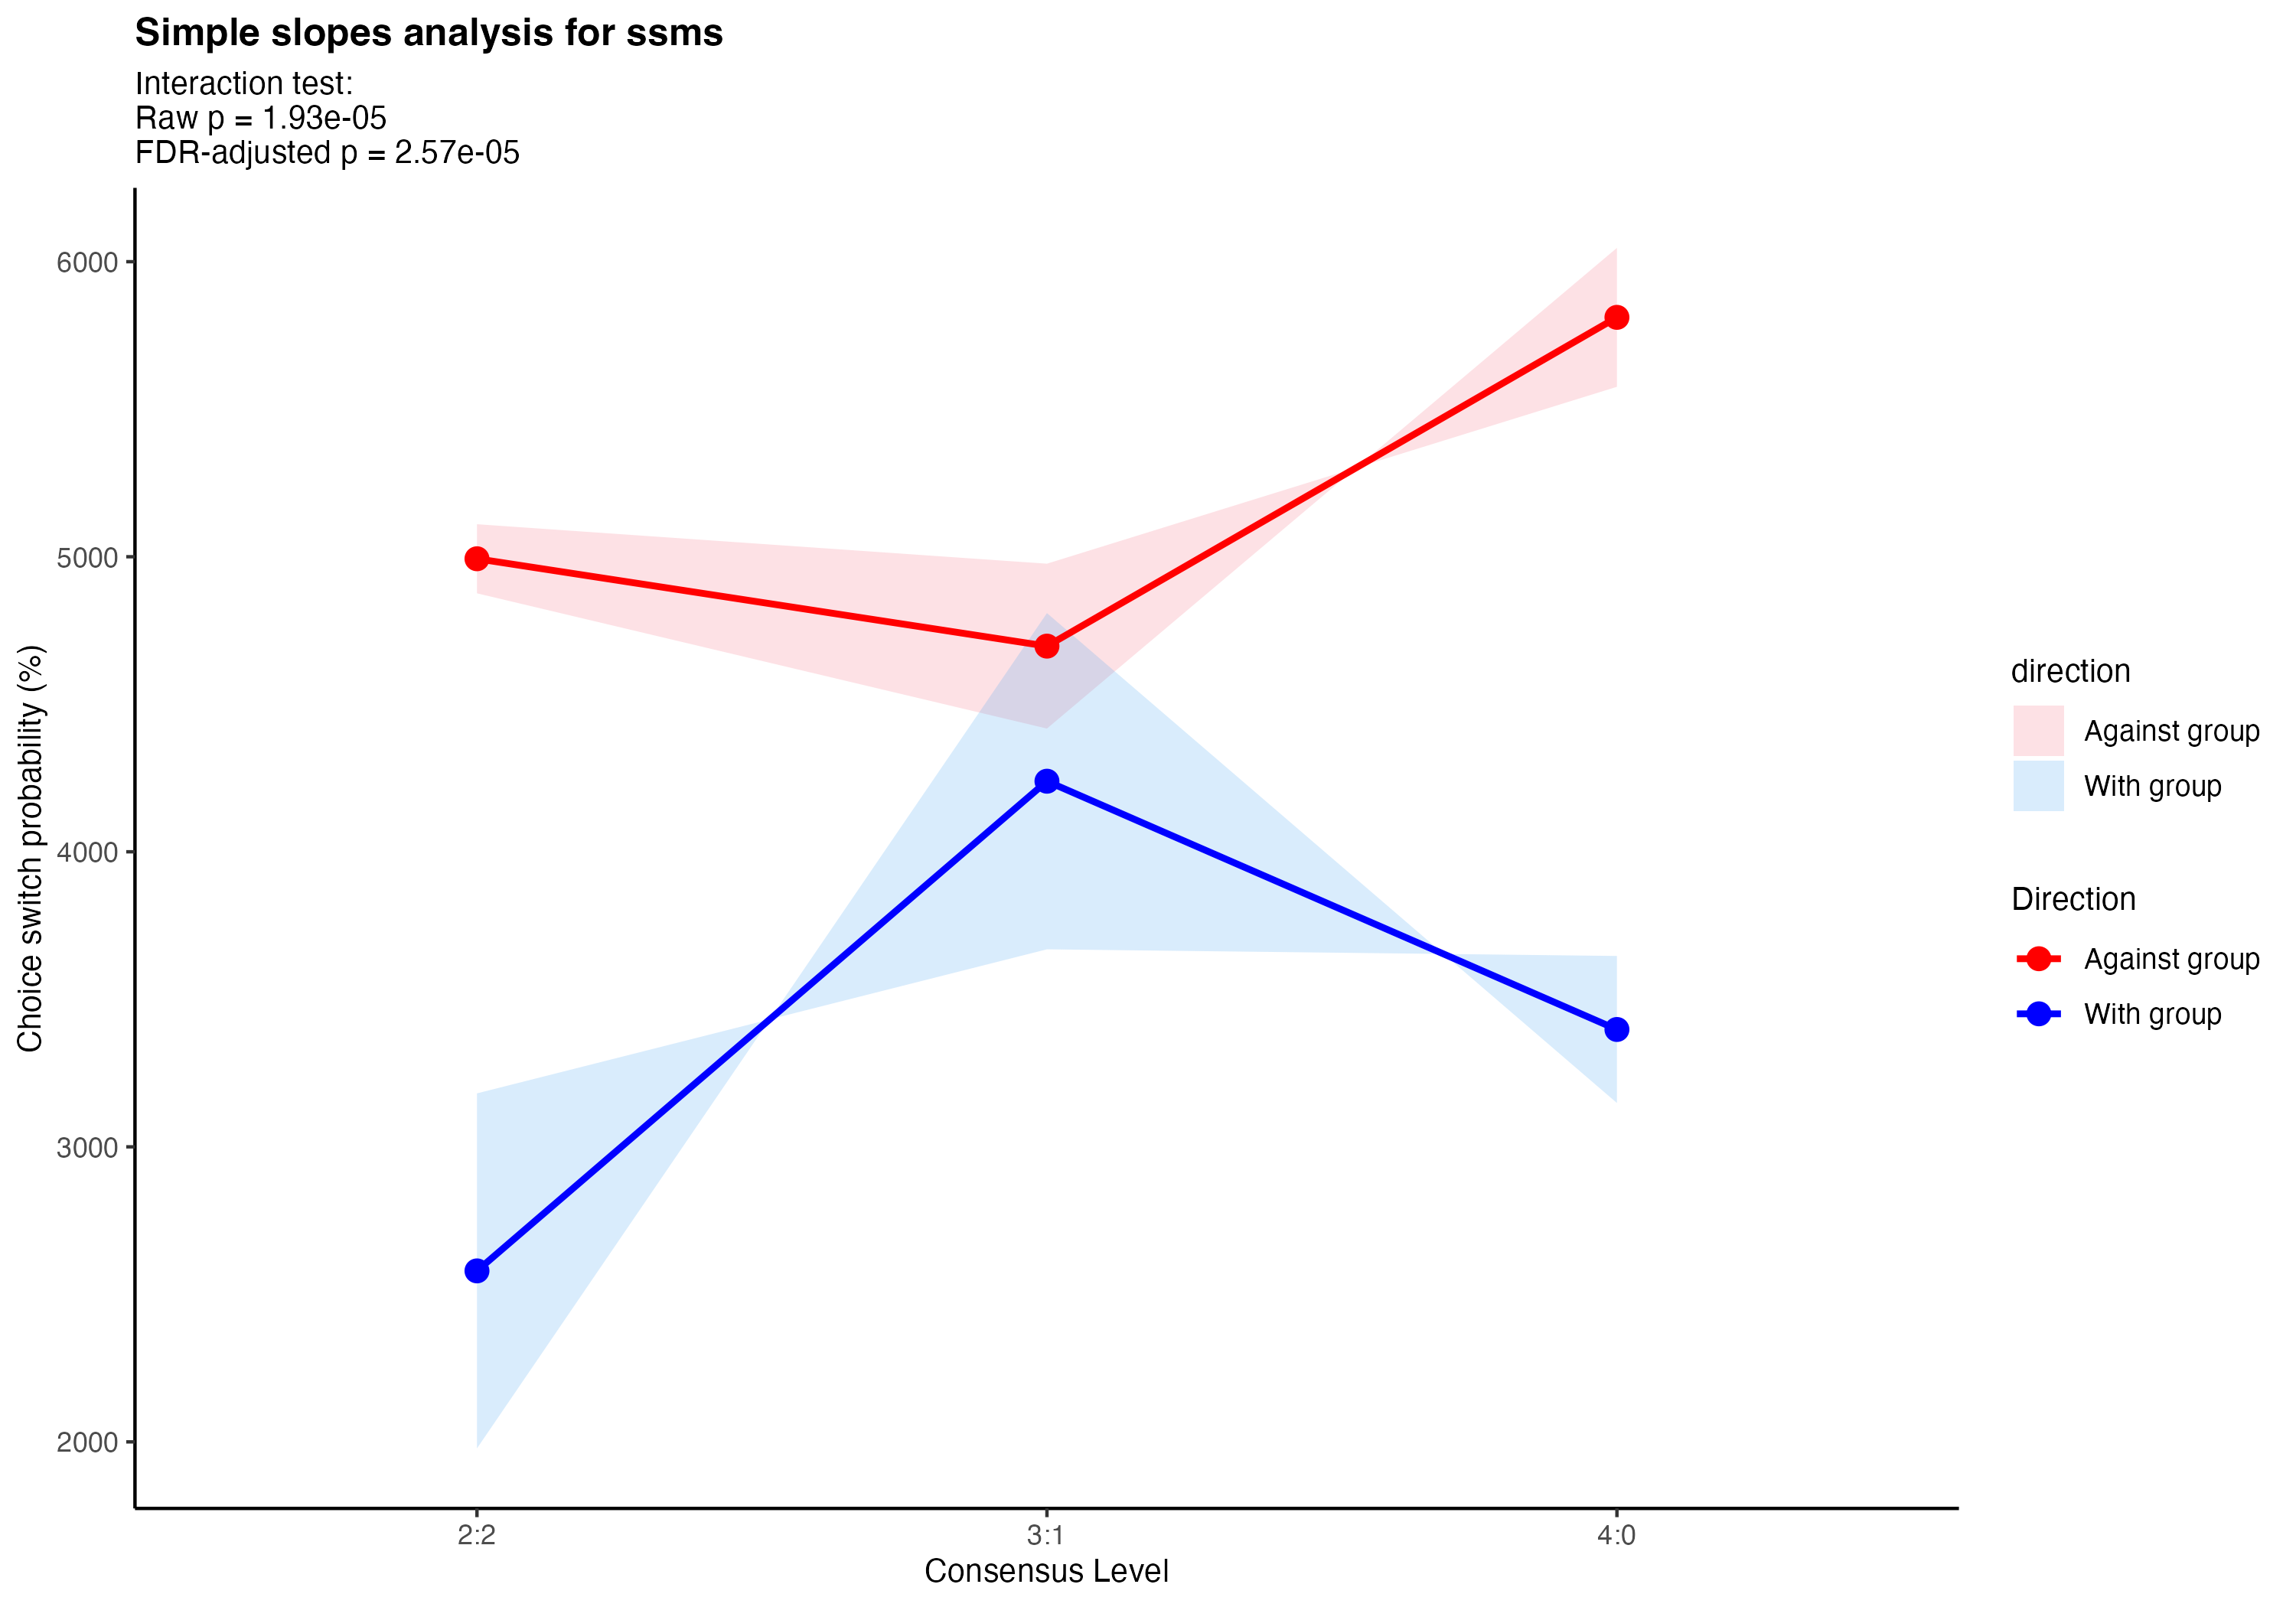 Simple slopes analysis for ssms
Interaction test:
Raw p = 1.93e-05
FDR-adjusted p = 2.57e-05
6000
5000
4000
3000
2000
Choice switch probability (%)
2:2
3:1
4:0
Consensus Level
direction
Against group
With group
Direction
Against group
With group